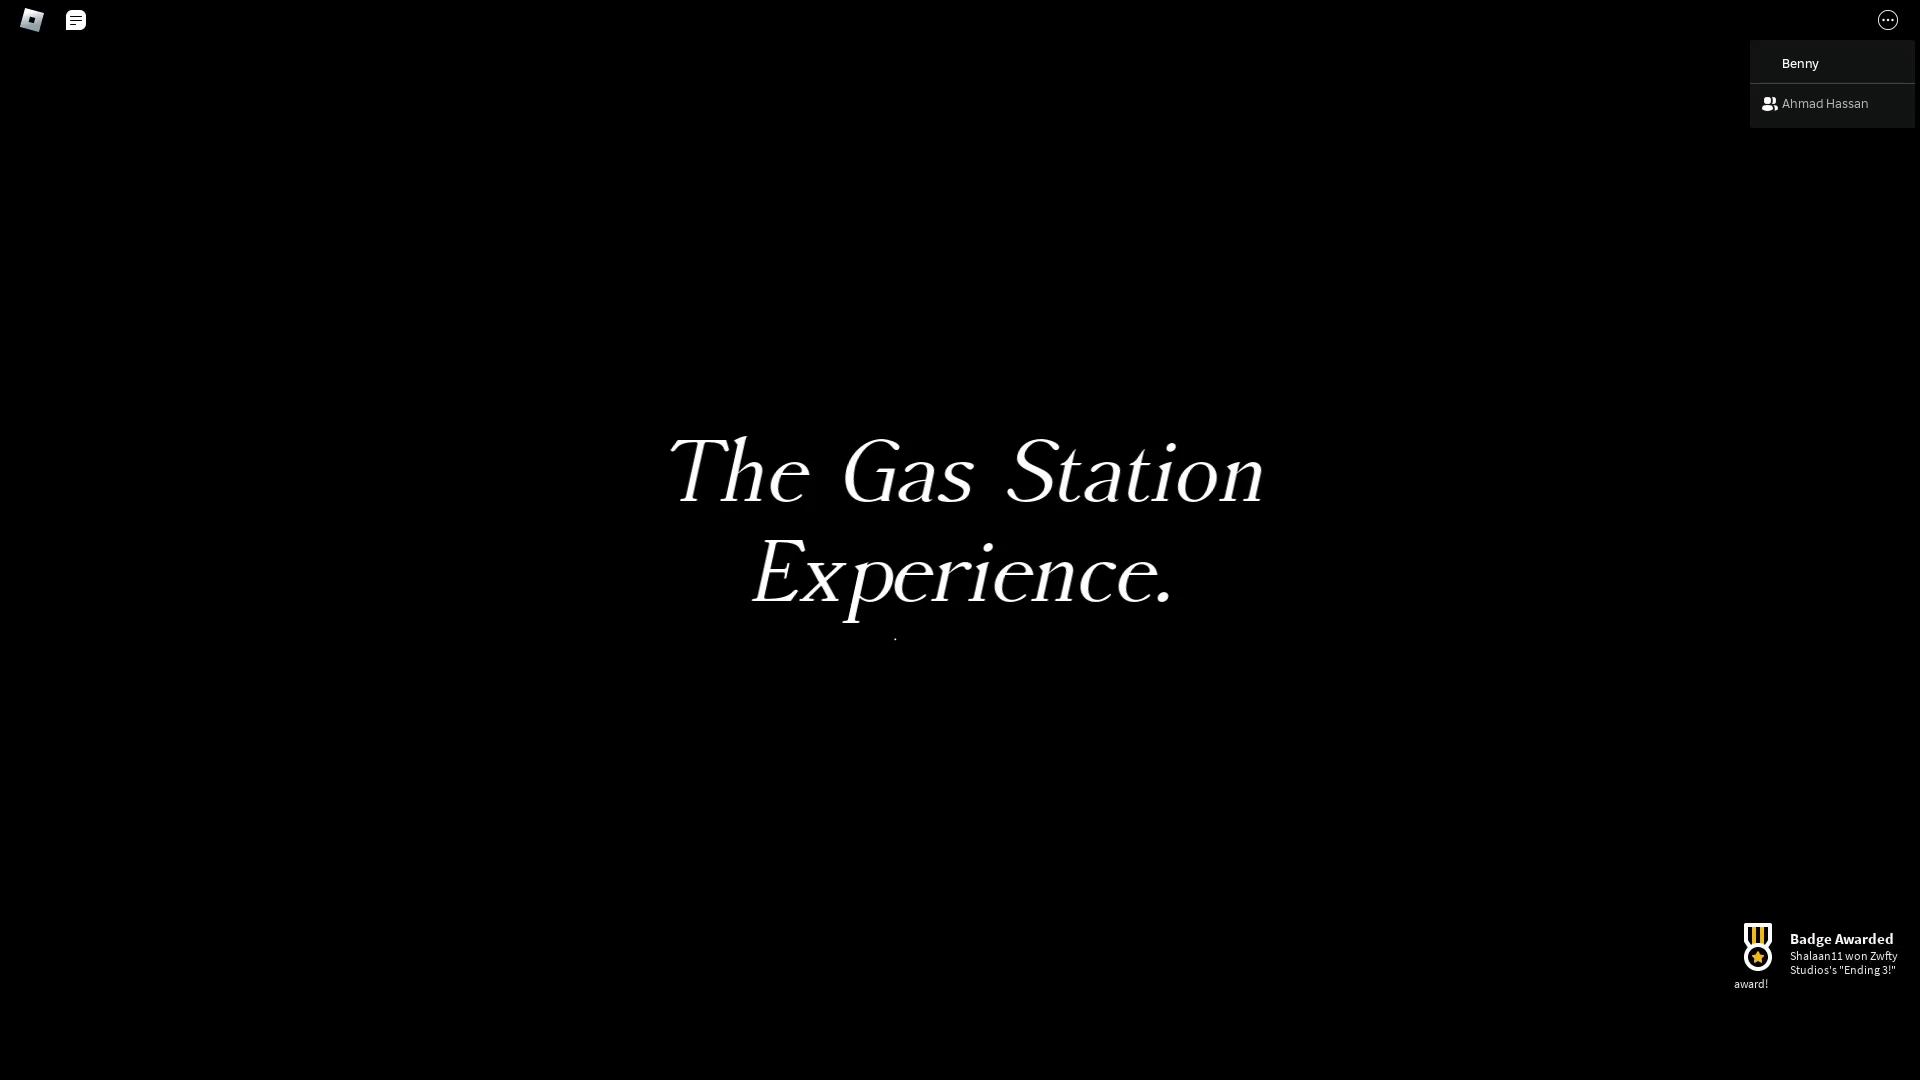 Benny
Ahmad Hassan
The Gas Station
Experience.
Badge Awarded
Shalaan11 won Zwfty
Studios's "Ending 3!"
award!